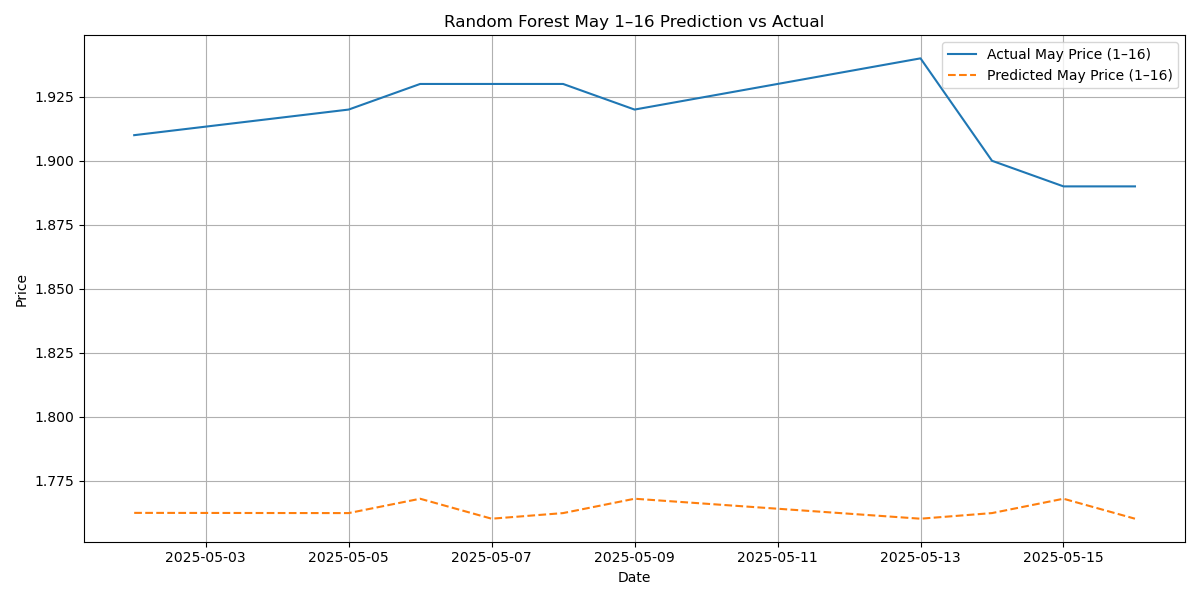 Random Forest May 1–16 Prediction vs Actual
Actual May Price (1–16)
Predicted May Price (1–16)
Price
1.925
1.900
1.875
1.850
1.825
1.800
1.775
2025-05-03 2025-05-05 2025-05-07 2025-05-09 2025-05-11 2025-05-13 2025-05-15
Date